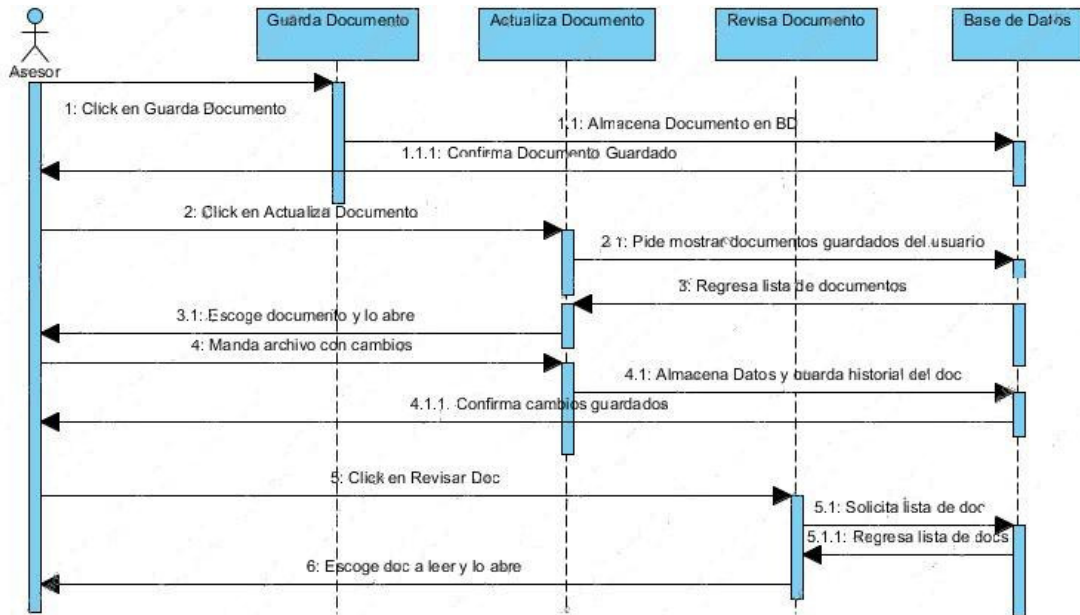 Guarda Documento
Actualiza Documento
Revisa Documento
Base de Datos
Asesor
1: Click en Guarda Documento
1.1: Almacena Documento en BD
1.1.1: Confirma Documento Guardado
2: Click en Actualiza Documento
2.1: Pide mostrar documentos guardados del usuario
3: Regresa lista de documentos
3.1: Escoge documento y lo abre
4: Manda archivo con cambios
4.1: Almacena Datos y guarda historial del doc
4.1.1. Confirma cambios guardados
5: Click en Revisar Doc
5.1: Solicita lista de doc
5.1.1: Regresa lista de docs
6: Escoge doc a leer y lo abre